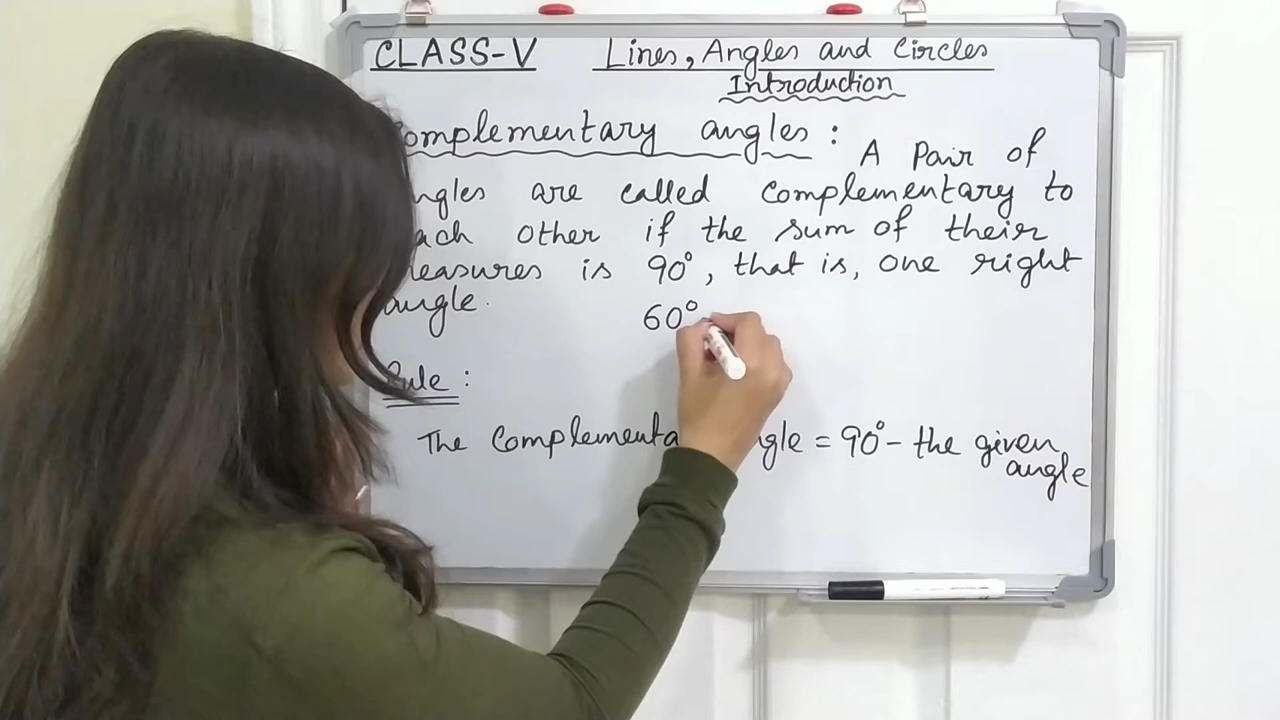 CLASS-V Lines, Angles and Circles
Introduction
Complementary angles : A Pair of
angles are called complementary to
each other if the sum of their
measures is 90°, that is, one right
angle.
60°
Rule :
The Complementary angle = 90° - the given
angle